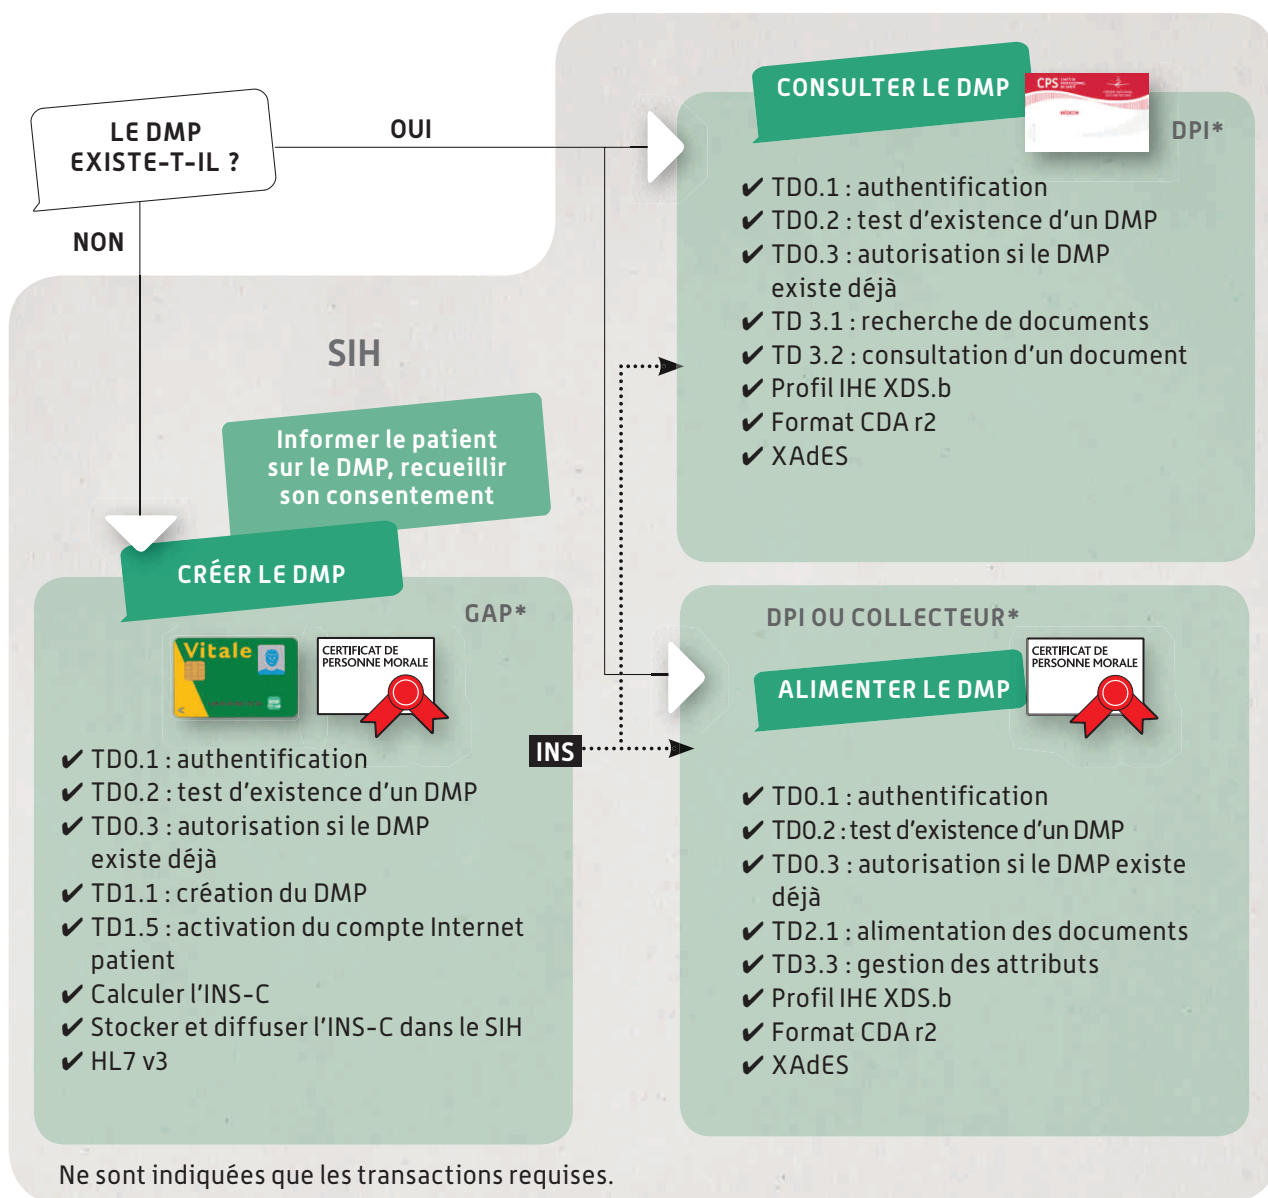 LE DMP
EXISTE-T-IL ?
OUI
NON
CONSULTER LE DMP
CPS
MÉDECIN
DPI*
✔ TD0.1 : authentification
✔ TD0.2 : test d'existence d'un DMP
✔ TD0.3 : autorisation si le DMP
existe déjà
✔ TD 3.1 : recherche de documents
✔ TD 3.2 : consultation d'un document
✔ Profil IHE XDS.b
✔ Format CDA r2
✔ XAdES
SIH
Informer le patient
sur le DMP, recueillir
son consentement
CRÉER LE DMP
GAP*
Vitale
CERTIFICAT DE
PERSONNE MORALE
✔ TD0.1 : authentification
✔ TD0.2 : test d'existence d'un DMP
✔ TD0.3 : autorisation si le DMP
existe déjà
✔ TD1.1 : création du DMP
✔ TD1.5 : activation du compte Internet
patient
✔ Calculer l'INS-C
✔ Stocker et diffuser l'INS-C dans le SIH
✔ HL7 v3
INS
DPI OU COLLECTEUR*
ALIMENTER LE DMP
CERTIFICAT DE
PERSONNE MORALE
✔ TD0.1 : authentification
✔ TD0.2 : test d'existence d'un DMP
✔ TD0.3 : autorisation si le DMP existe
déjà
✔ TD2.1 : alimentation des documents
✔ TD3.3 : gestion des attributs
✔ Profil IHE XDS.b
✔ Format CDA r2
✔ XAdES
Ne sont indiquées que les transactions requises.